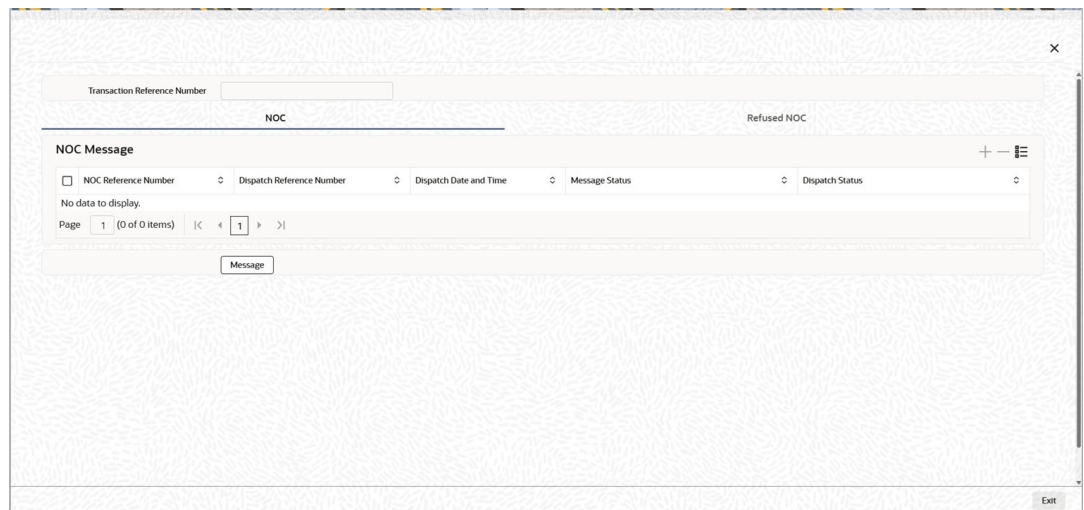 Transaction Reference Number
NOC Refused NOC
NOC Message
NOC Reference Number Dispatch Reference Number Dispatch Date and Time Message Status Dispatch Status
No data to display.
Page 1 (0 of 0 items) 1
Message
Exit